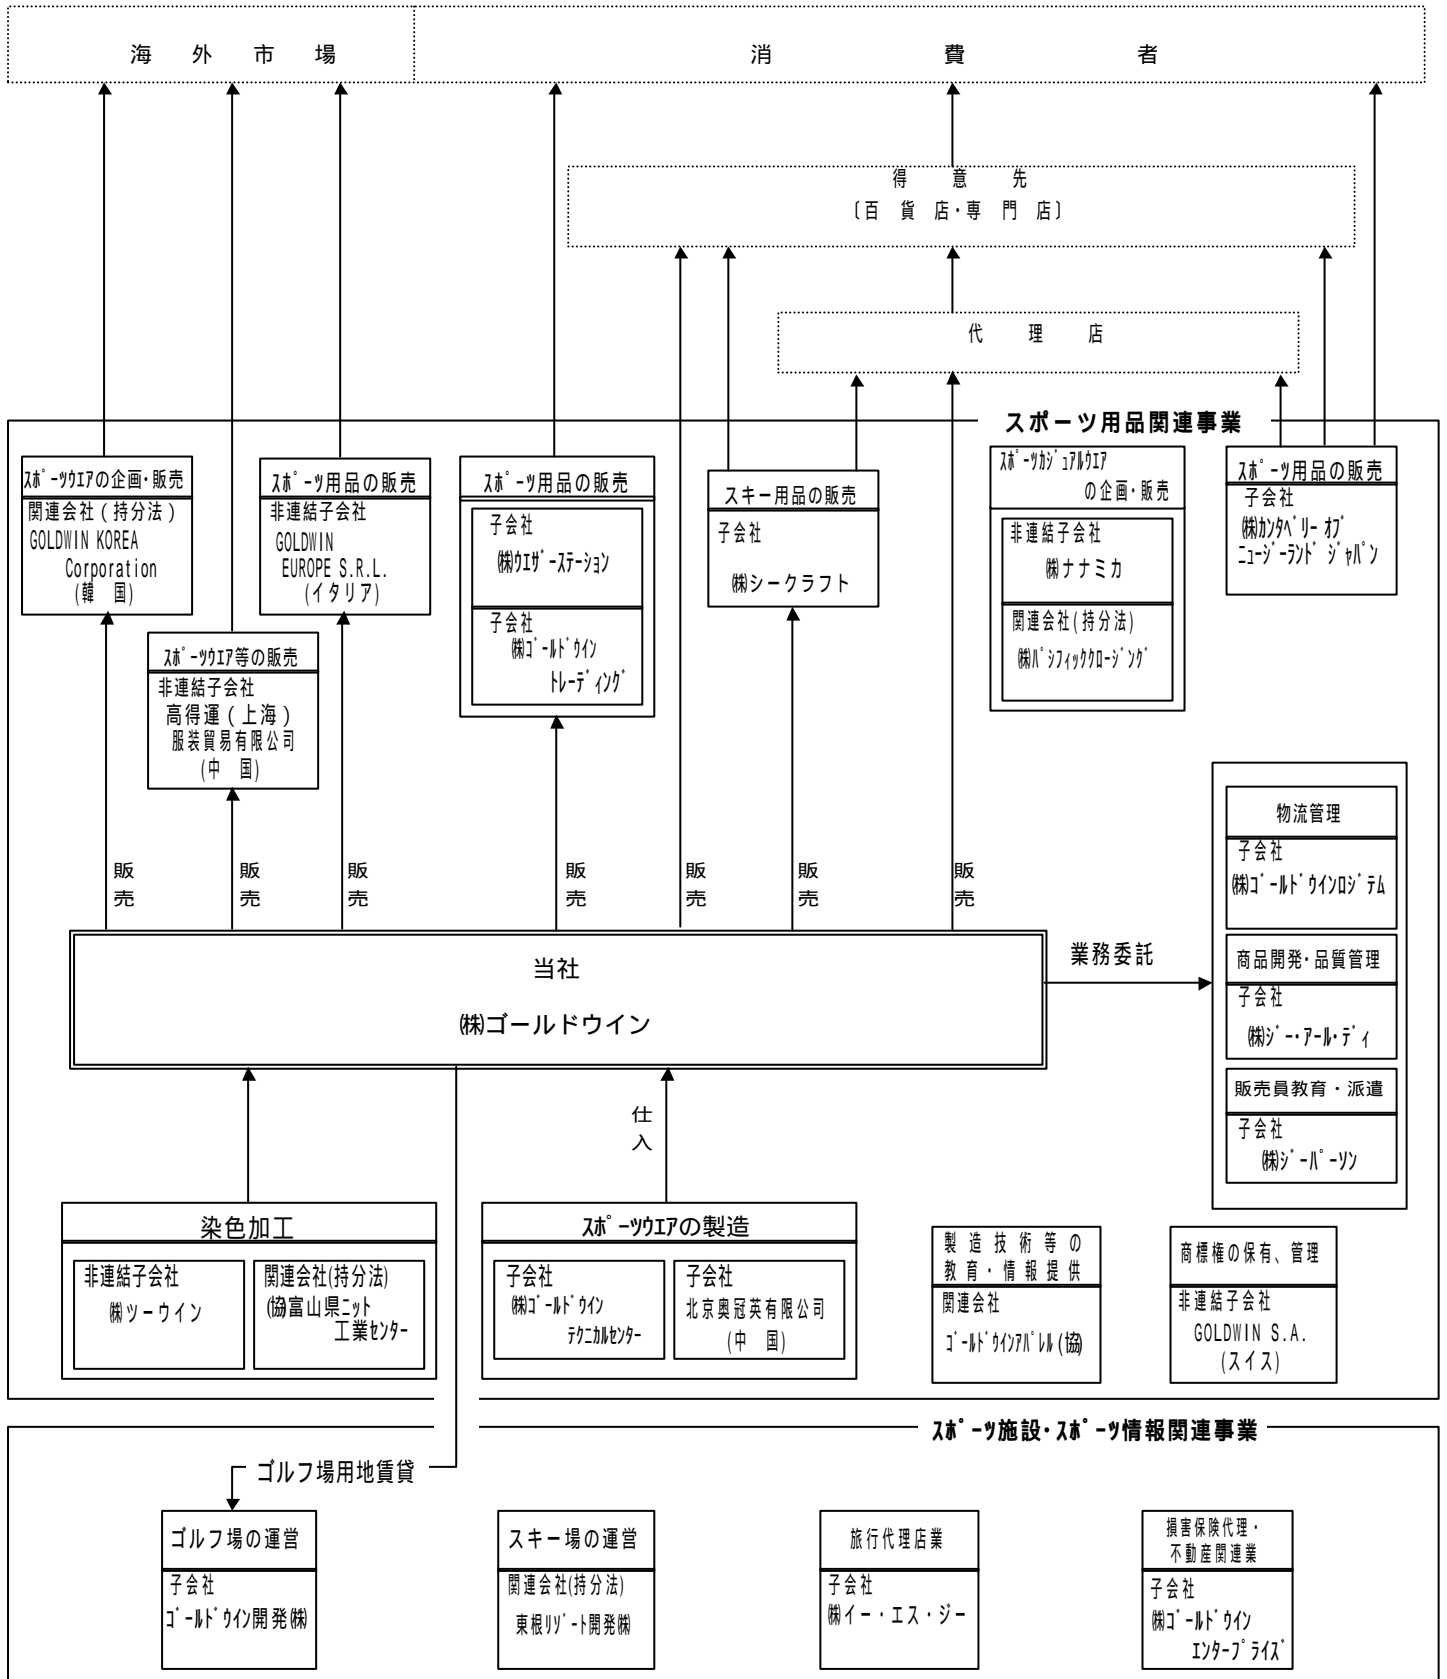 海外市場
消費者
得意先
〔百貨店・専門店〕
代理店
スポーツ用品関連事業
スポーツウエアの企画・販売
関連会社(持分法)
GOLDWIN KOREA
Corporation
(韓国)
スポーツウエア等の販売
非連結子会社
高得運(上海)
服装貿易有限公司
(中国)
スポーツ用品の販売
非連結子会社
GOLDWIN
EUROPE S.R.L.
(イタリア)
スポーツ用品の販売
子会社
㈱ウエザーステーション
子会社
㈱ゴールドウイン
トレーディング
スキー用品の販売
子会社
㈱シークラフト
スポーツカジュアルウエア
の企画・販売
非連結子会社
㈱ナナミカ
関連会社(持分法)
㈱パシフィッククロージング
スポーツ用品の販売
子会社
㈱カンタベリー オブ
ニュージーランド ジャパン
販売
販売
販売
販売
販売
販売
販売
物流管理
子会社
㈱ゴールドウインロジテム
商品開発・品質管理
子会社
㈱ジー・アール・ディ
販売員教育・派遣
子会社
㈱ジーパーソン
業務委託
当社
㈱ゴールドウイン
仕入
染色加工
非連結子会社
㈱ツーウイン
関連会社(持分法)
(協)富山県ニット
工業センター
スポーツウエアの製造
子会社
㈱ゴールドウイン
テクニカルセンター
子会社
北京奥冠英有限公司
(中国)
製造技術等の
教育・情報提供
関連会社
ゴールドウインアパレル(協)
商標権の保有、管理
非連結子会社
GOLDWIN S.A.
(スイス)
スポーツ施設・スポーツ情報関連事業
ゴルフ場用地賃貸
ゴルフ場の運営
子会社
ゴールドウイン開発㈱
スキー場の運営
関連会社(持分法)
東根リゾート開発㈱
旅行代理店業
子会社
㈱イー・エス・ジー
損害保険代理・
不動産関連業
子会社
㈱ゴールドウイン
エンタープライズ